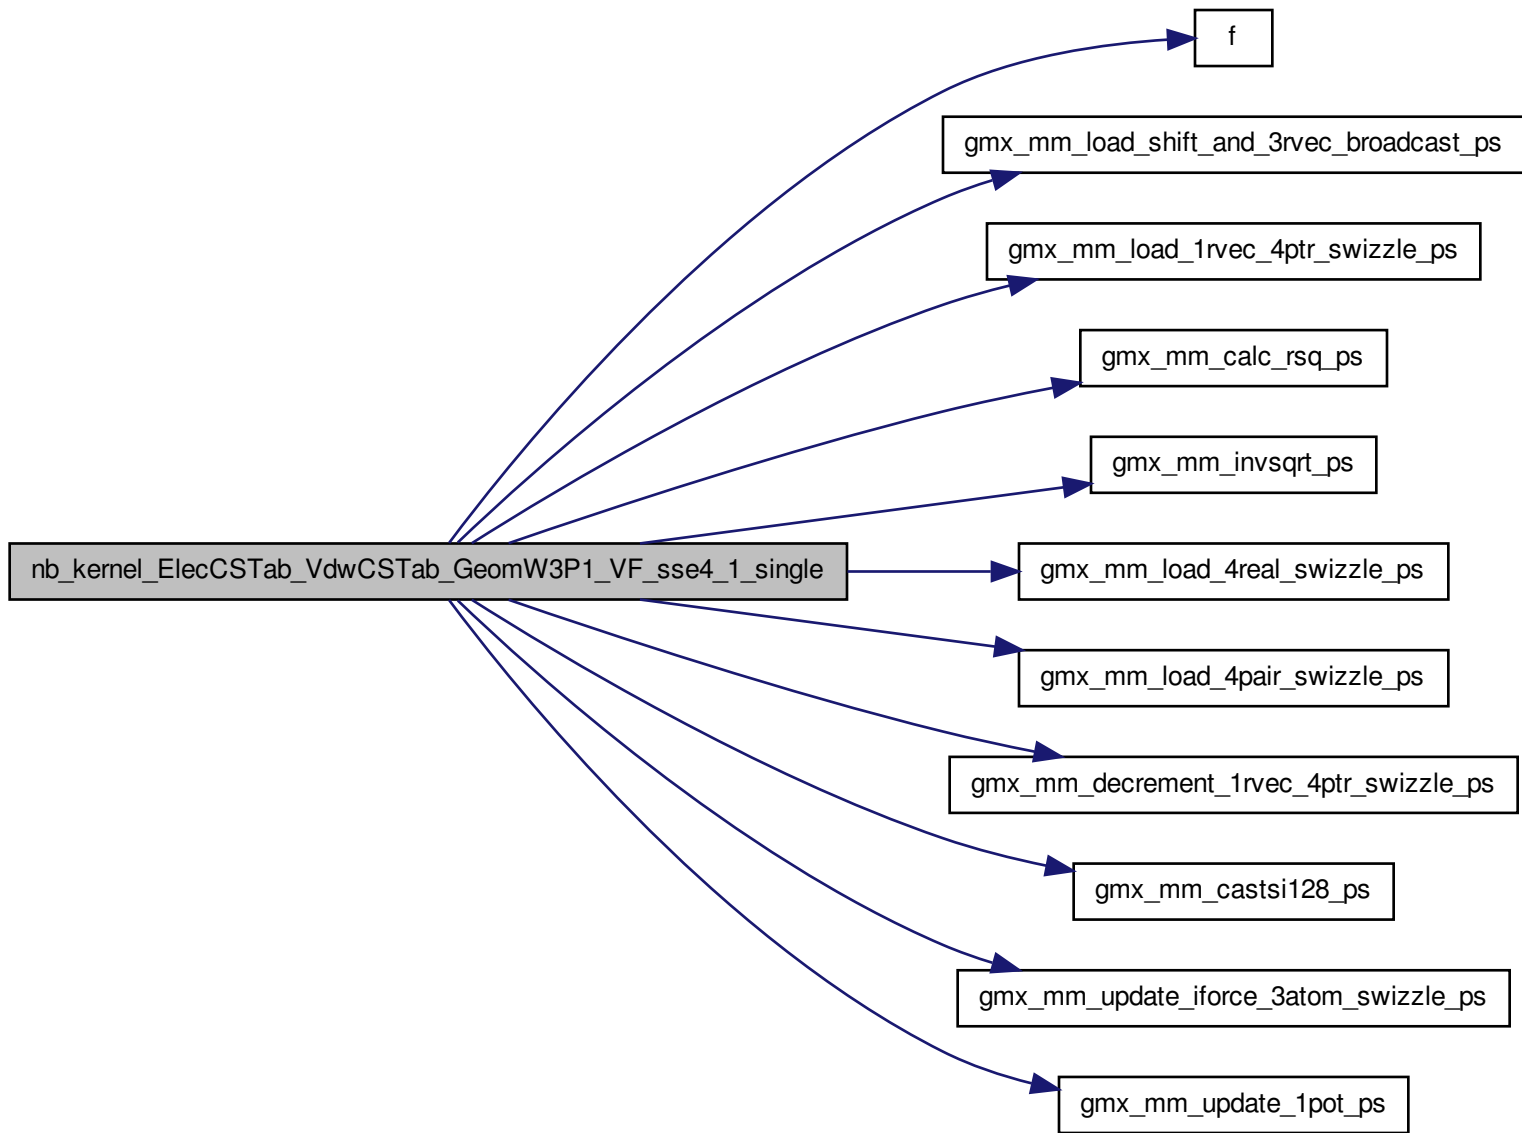 f
gmx_mm_load_shift_and_3rvec_broadcast_ps
gmx_mm_load_1rvec_4ptr_swizzle_ps
gmx_mm_calc_rsq_ps
gmx_mm_invsqrt_ps
nb_kernel_ElecCSTab_VdwCSTab_GeomW3P1_VF_sse4_1_single
gmx_mm_load_4real_swizzle_ps
gmx_mm_load_4pair_swizzle_ps
gmx_mm_decrement_1rvec_4ptr_swizzle_ps
gmx_mm_castsi128_ps
gmx_mm_update_iforce_3atom_swizzle_ps
gmx_mm_update_1pot_ps